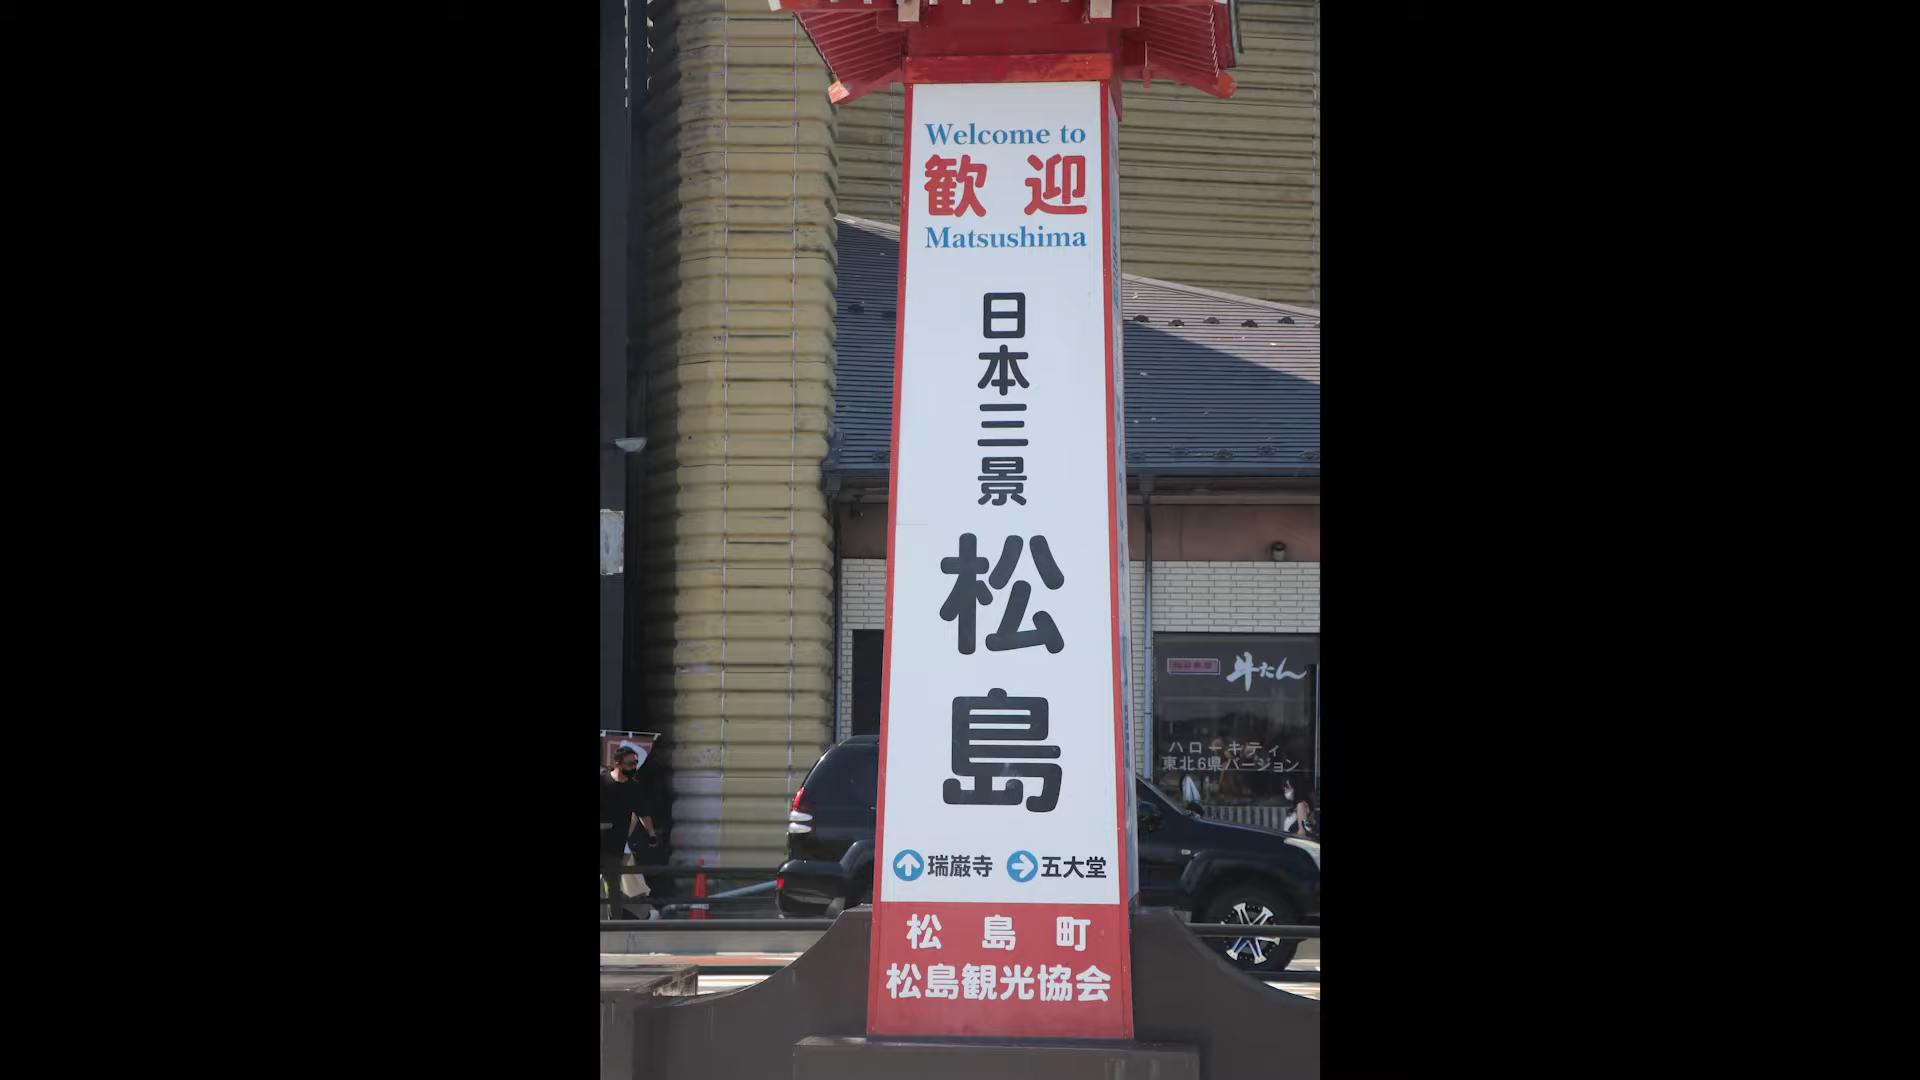 Welcome to
歓迎
Matsushima
日本三景
松島
瑞巌寺 五大堂
松島町
松島観光協会
牛たん
ハローキティ
東北6県バージョン